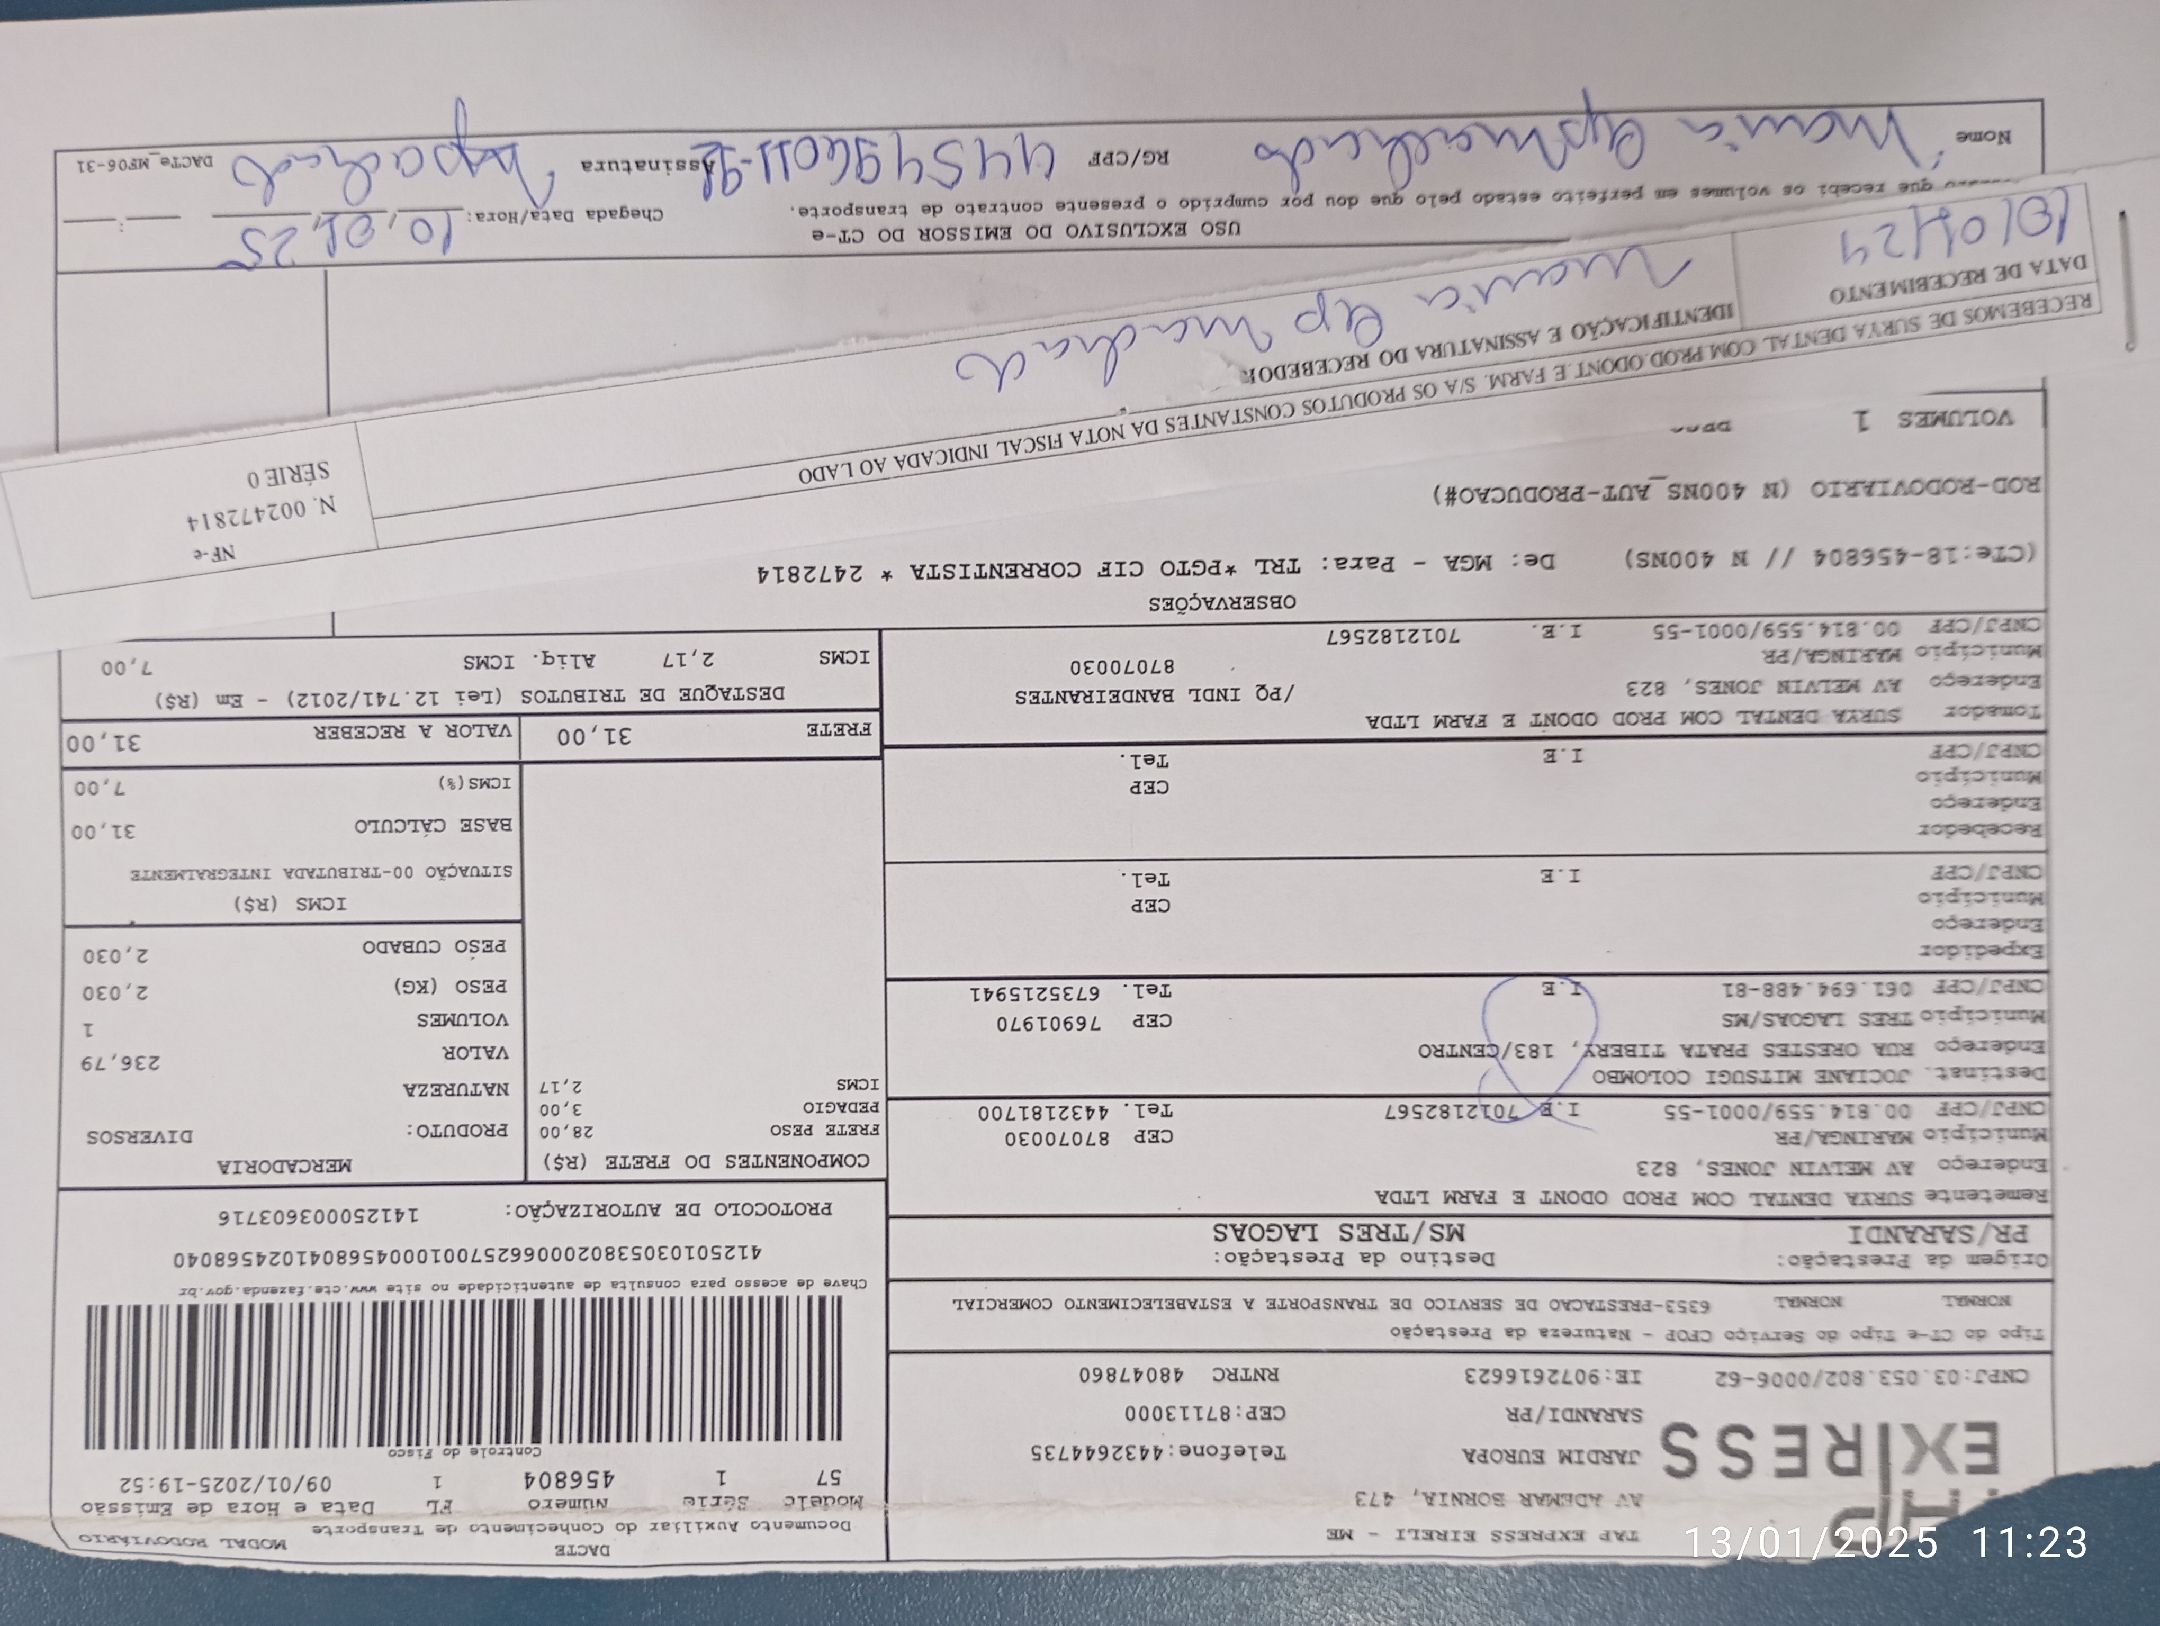 TAP EXPRESS EIRELI - ME
AV ADEMAR BORNIA, 473
JARDIM EUROPA Telefone:4432644735
EXPRESS
SARANDI/PR CEP:87113000
CNPJ:03.053.802/0006-62 IE:9072616623 RNTRC 48047860
DACTE MODAL RODOVIÁRIO
Documento Auxiliar do Conhecimento de Transporte
Modelo Série Número FL Data e Hora de Emissão
57 1 456804 1 09/01/2025-19:52
Controle do Fisco
Chave de acesso para consulta de autenticidade no site www.cte.fazenda.gov.br
41250103053802000662570010004568041024568040
PROTOCOLO DE AUTORIZAÇÃO: 141250003603716
Tipo do CT-e Tipo do Serviço CFOP - Natureza da Prestação
NORMAL NORMAL 6353-PRESTACAO DE SERVICO DE TRANSPORTE A ESTABELECIMENTO COMERCIAL
Origem da Prestação: Destino da Prestação:
PR/SARANDI MS/TRES LAGOAS
Remetente SURYA DENTAL COM PROD ODONT E FARM LTDA
Endereço AV MELVIN JONES, 823
Município MARINGA/PR CEP 87070030
CNPJ/CPF 00.814.559/0001-55 I.E 7012182567 Tel. 4432181700
Destinat. JOCIANE MITSUGI COLOMBO
Endereço RUA ORESTES PRATA TIBERY, 183/CENTRO
Município TRES LAGOAS/MS CEP 76901970
CNPJ/CPF 061.694.488-81 I.E Tel. 6735215941
Expedidor
Endereço
Município CEP
CNPJ/CPF I.E Tel.
Recebedor
Endereço
Município CEP
CNPJ/CPF I.E Tel.
Tomador SURYA DENTAL COM PROD ODONT E FARM LTDA
Endereço AV MELVIN JONES, 823 /PQ INDL BANDEIRANTES
Município MARINGA/PR 87070030
CNPJ/CPF 00.814.559/0001-55 I.E. 7012182567
COMPONENTES DO FRETE (R$)
FRETE PESO 28,00
PEDAGIO 3,00
ICMS 2,17
MERCADORIA
PRODUTO: DIVERSOS
NATUREZA
VALOR 236,79
VOLUMES 1
PESO (KG) 2,030
PESO CUBADO 2,030
ICMS (R$)
SITUAÇÃO 00-TRIBUTADA INTEGRALMENTE
BASE CÁLCULO 31,00
ICMS(%) 7,00
FRETE 31,00 VALOR A RECEBER 31,00
DESTAQUE DE TRIBUTOS (Lei 12.741/2012) - Em (R$)
ICMS 2,17 Aliq. ICMS 7,00
OBSERVAÇÕES
(CTe:18-456804 // N 400NS) De: MGA - Para: TRL *PGTO CIF CORRENTISTA * 2472814
ROD-RODOVIARIO (N 400NS_AUT-PRODUCAO#)
VOLUMES 1
RECEBEMOS DE SURYA DENTAL COM.PROD.ODONT.E FARM. S/A OS PRODUTOS CONSTANTES DA NOTA FISCAL INDICADA AO LADO
DATA DE RECEBIMENTO IDENTIFICAÇÃO E ASSINATURA DO RECEBEDOR
10/01/24 Maria Ap Machado
NF-e
N. 002472814
SÉRIE 0
USO EXCLUSIVO DO EMISSOR DO CT-e
que recebi os volumes em perfeito estado pelo que dou por cumprido o presente contrato de transporte.
Chegada Data/Hora: 10,01,25
Nome Maria Ap Machado RG/CPF Assinatura Apachado DACTe_MF06-31
13/01/2025 11:23